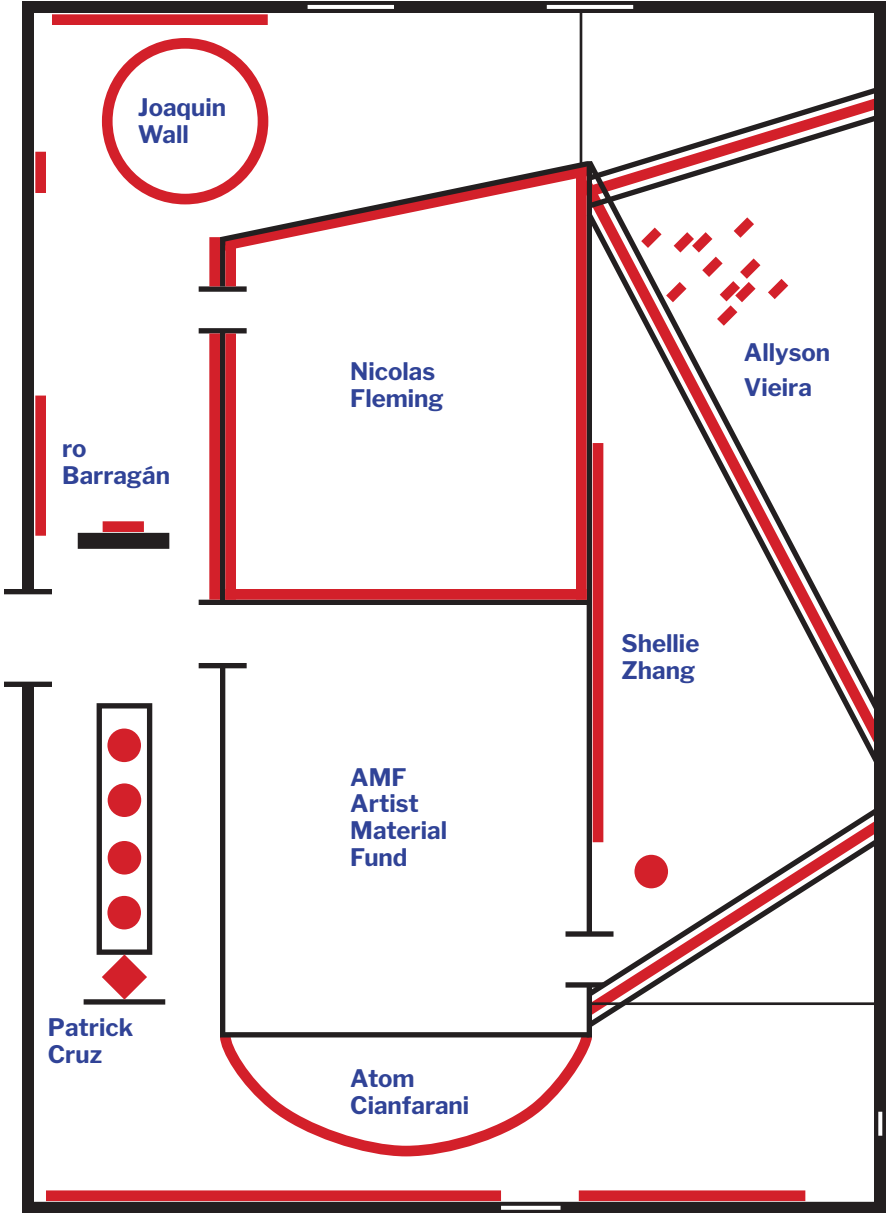 Joaquin
Wall
Nicolas
Fleming
Allyson
Vieira
ro
Barragán
Shellie
Zhang
AMF
Artist
Material
Fund
Patrick
Cruz
Atom
Cianfarani